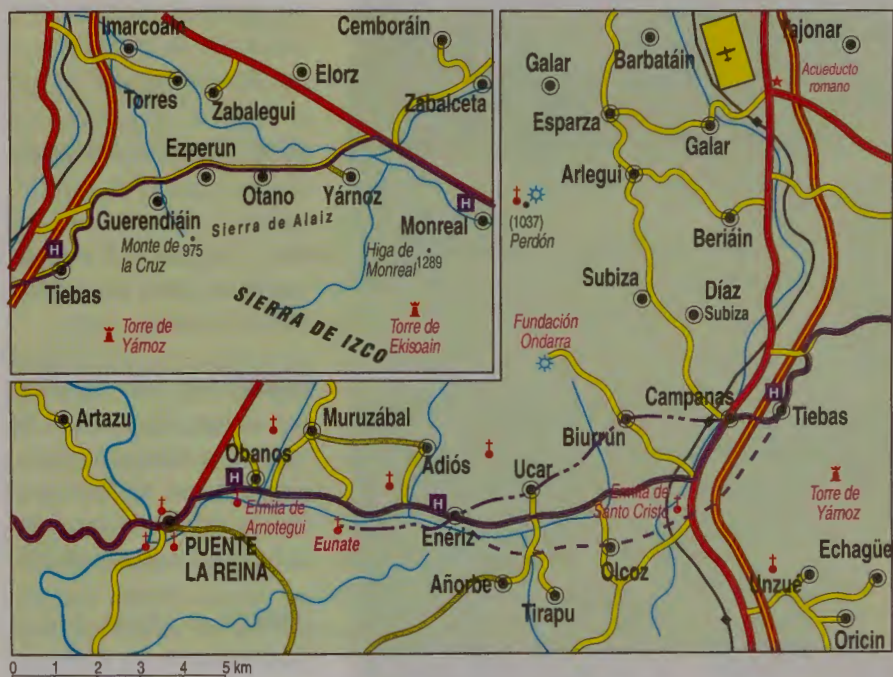 Imarcoáin
Cemboráin
Elorz
Torres
Zabalegui
Zabalceta
Ezperun
Otano
Yárnoz
Guerendiáin
Sierra de Alaiz
Monreal
H
Monte de
la Cruz
975
Higa de
Monreal
1289
H
Tiebas
SIERRA DE IZCO
Torre de
Yárnoz
Torre de
Ekisoain
Tajonar
Barbatáin
Galar
Acueducto
romano
Esparza
Galar
Arlegui
(1037)
Perdón
Beriáin
Subiza
Díaz
Subiza
Fundación
Ondarra
Campanas
H
Tiebas
Biurrún
Artazu
Muruzábal
Obanos
Adiós
H
Ucar
Ermita de
Arnotegui
H
Ermita de
Santo Cristo
Torre de
Yárnoz
Eunate
Eneriz
PUENTE
LA REINA
Olcoz
Echagüe
Añorbe
Unzué
Tirapu
Oricin
0 1 2 3 4 5 km